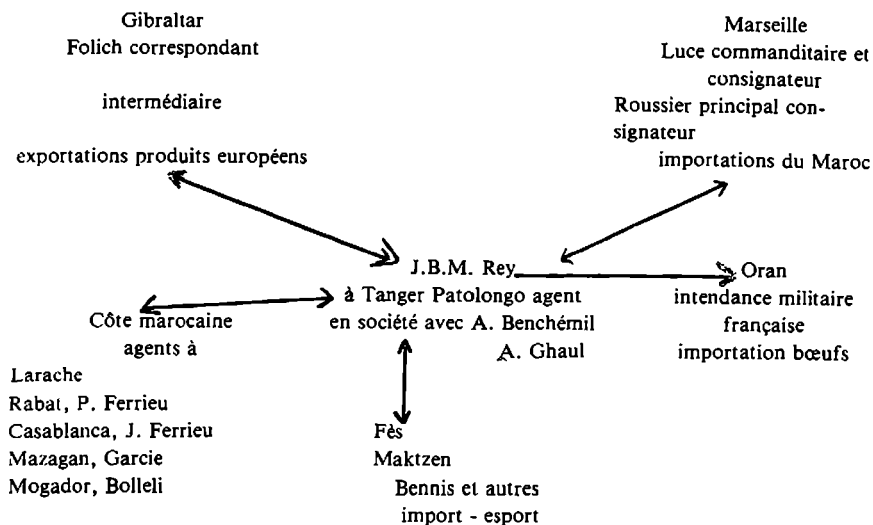 Gibraltar
Folich correspondant
intermédiaire
exportations produits européens
Marseille
Luce commanditaire et
consignateur
Roussier principal con-
signateur
importations du Maroc
J.B.M. Rey
à Tanger Patolongo agent
en société avec A. Benchémil
A. Ghaul
Oran
intendance militaire
française
importation bœufs
Côte marocaine
agents à
Larache
Rabat, P. Ferrieu
Casablanca, J. Ferrieu
Mazagan, Garcie
Mogador, Bolleli
Fès
Maktzen
Bennis et autres
import - esport